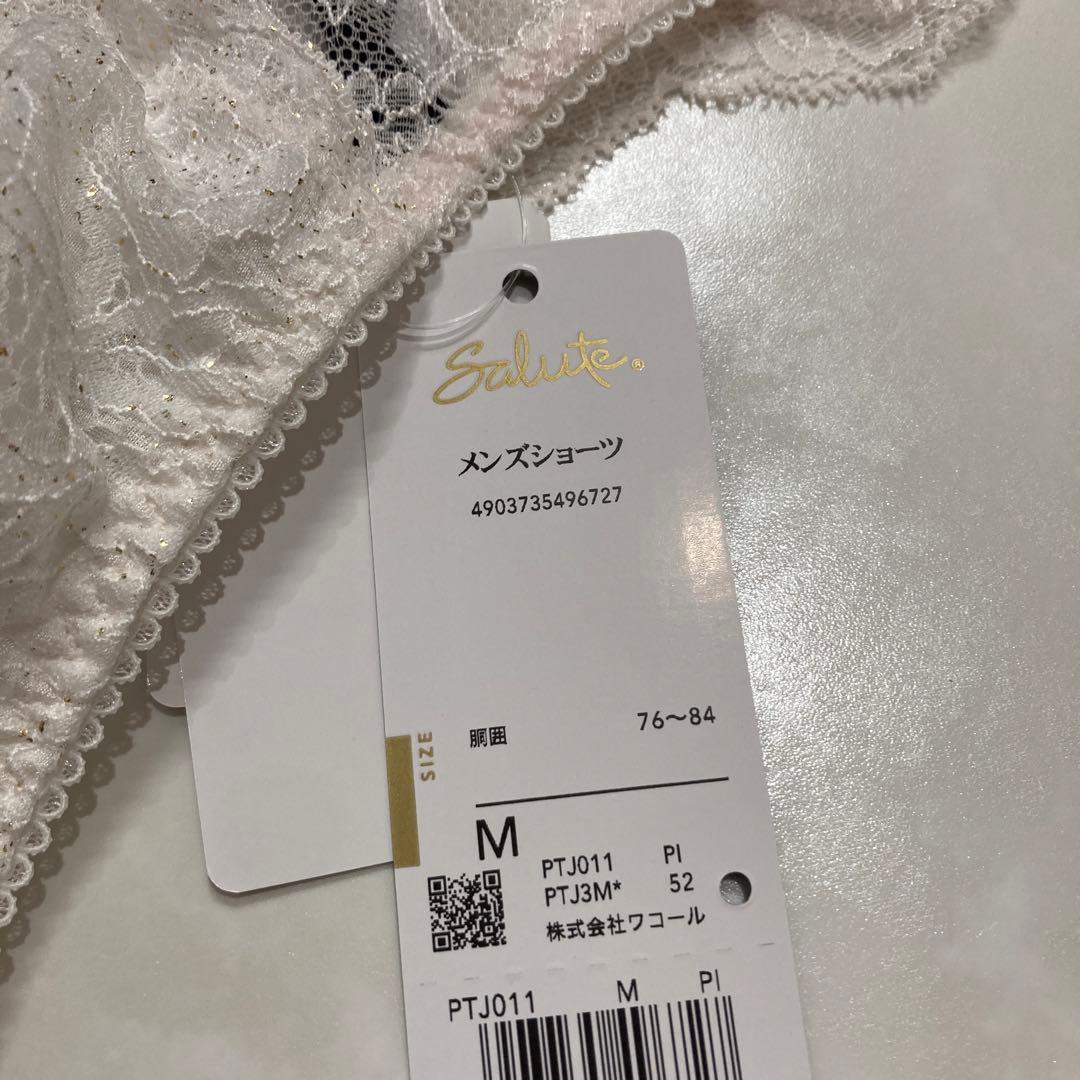 Salute®
メンズショーツ
4903735496727
SIZE
胴囲 76〜84
M
PTJ011 PI
PTJ3M* 52
株式会社ワコール
PTJ011 M PI